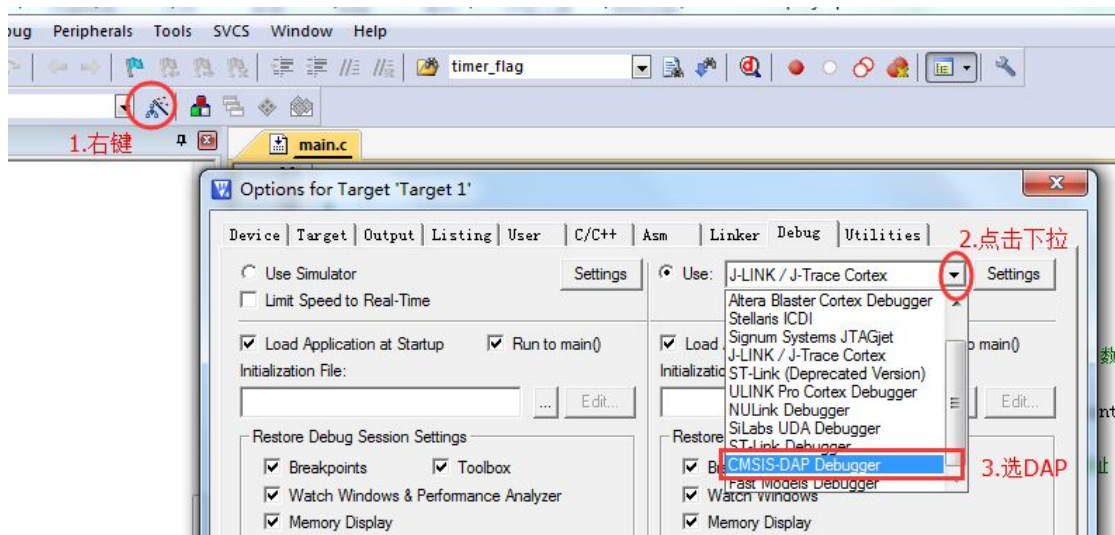 bug Peripherals Tools SVCS Window Help
timer_flag
1.右键
main.c
Options for Target 'Target 1'
Device Target Output Listing User C/C++ Asm Linker Debug Utilities
2.点击下拉
Use Simulator Settings Use: J-LINK / J-Trace Cortex Settings
Limit Speed to Real-Time
Altera Blaster Cortex Debugger
Stellaris ICDI
Signum Systems JTAGjet
Load Application at Startup Run to main() Load J-LINK / J-Trace Cortex o main()
Initialization File: Initializatio ST-Link (Deprecated Version)
ULINK Pro Cortex Debugger
... Edit... NULink Debugger Edit...
SiLabs UDA Debugger
Restore Debug Session Settings Restore ST-Link Debugger
Breakpoints Toolbox CMSIS-DAP Debugger 3.选DAP
Fast Models Debugger
Watch Windows & Performance Analyzer Watch Windows
Memory Display Memory Display